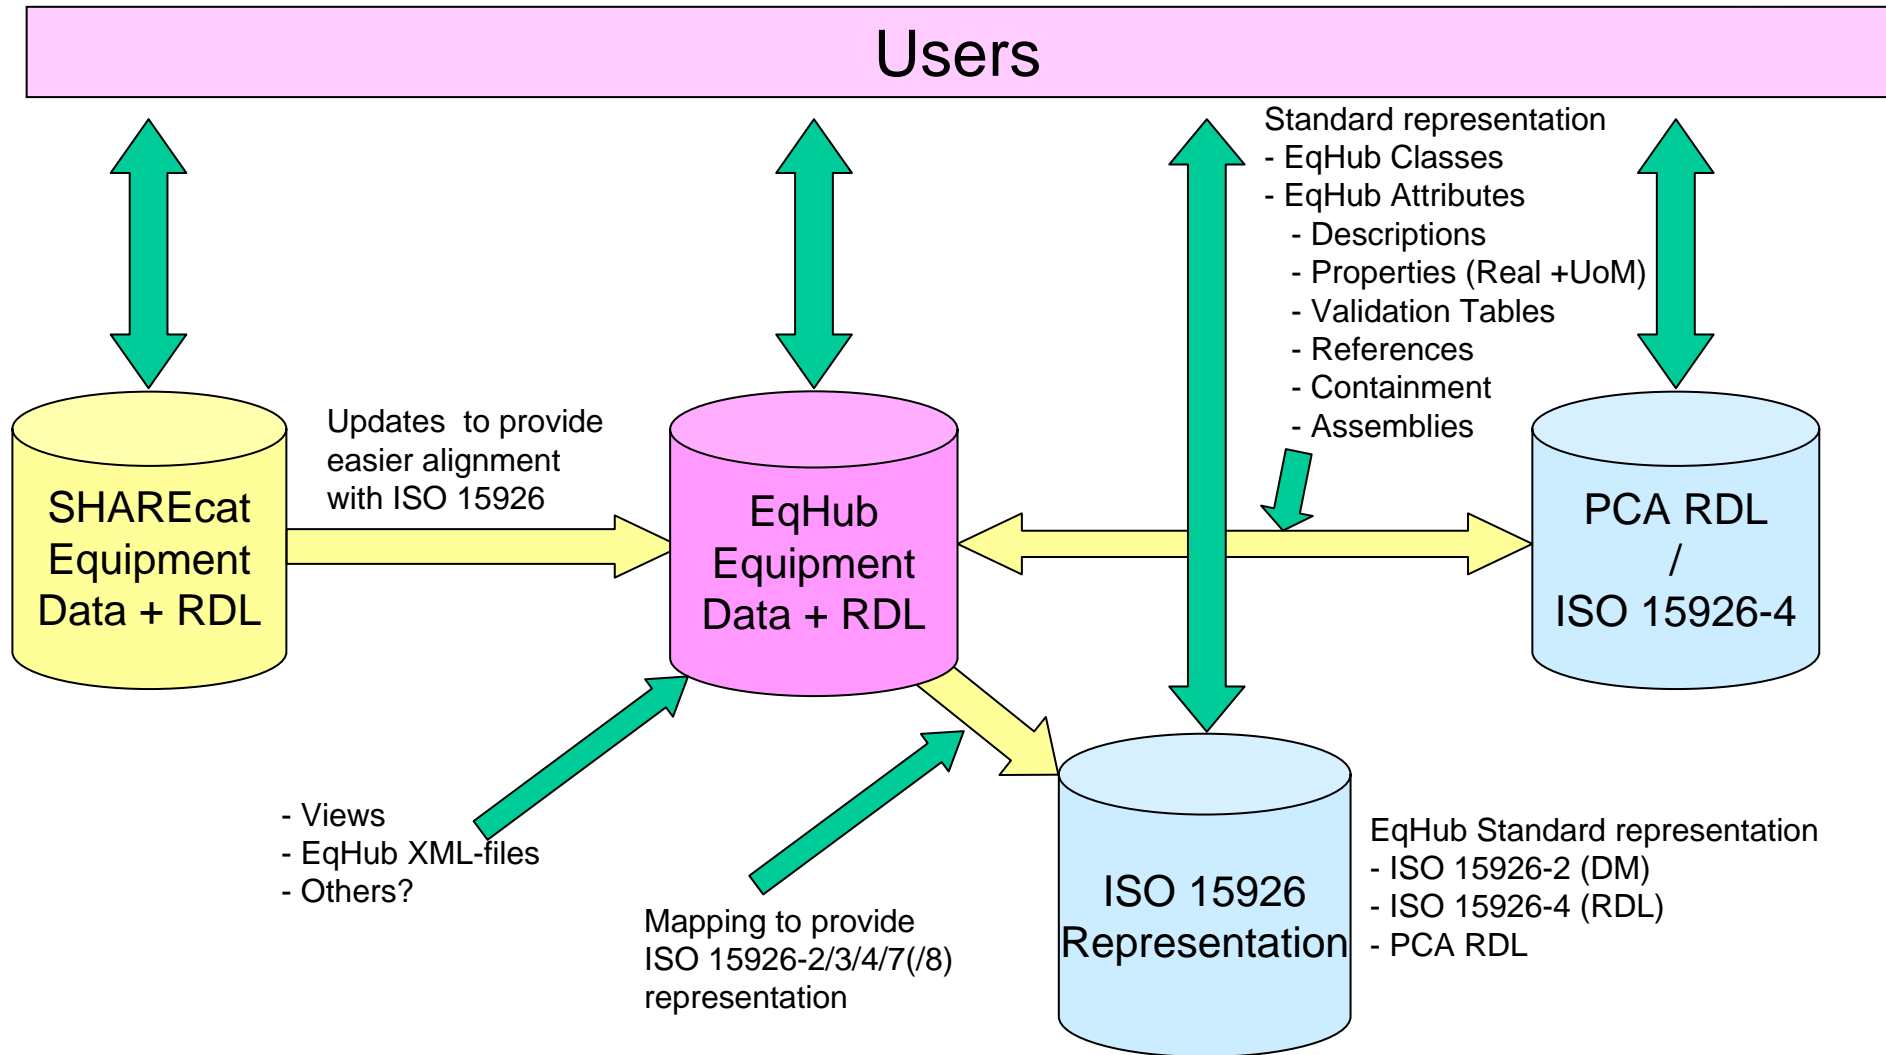 Users
Standard representation
- EqHub Classes
- EqHub Attributes
- Descriptions
- Properties (Real +UoM)
- Validation Tables
- References
- Containment
- Assemblies
Updates  to provide
easier alignment
with ISO 15926
SHAREcat
Equipment
Data + RDL
EqHub
Equipment
Data + RDL
PCA RDL
/
ISO 15926-4
- Views
- EqHub XML-files
- Others?
Mapping to provide
ISO 15926-2/3/4/7(/8)
representation
ISO 15926
Representation
EqHub Standard representation
- ISO 15926-2 (DM)
- ISO 15926-4 (RDL)
- PCA RDL